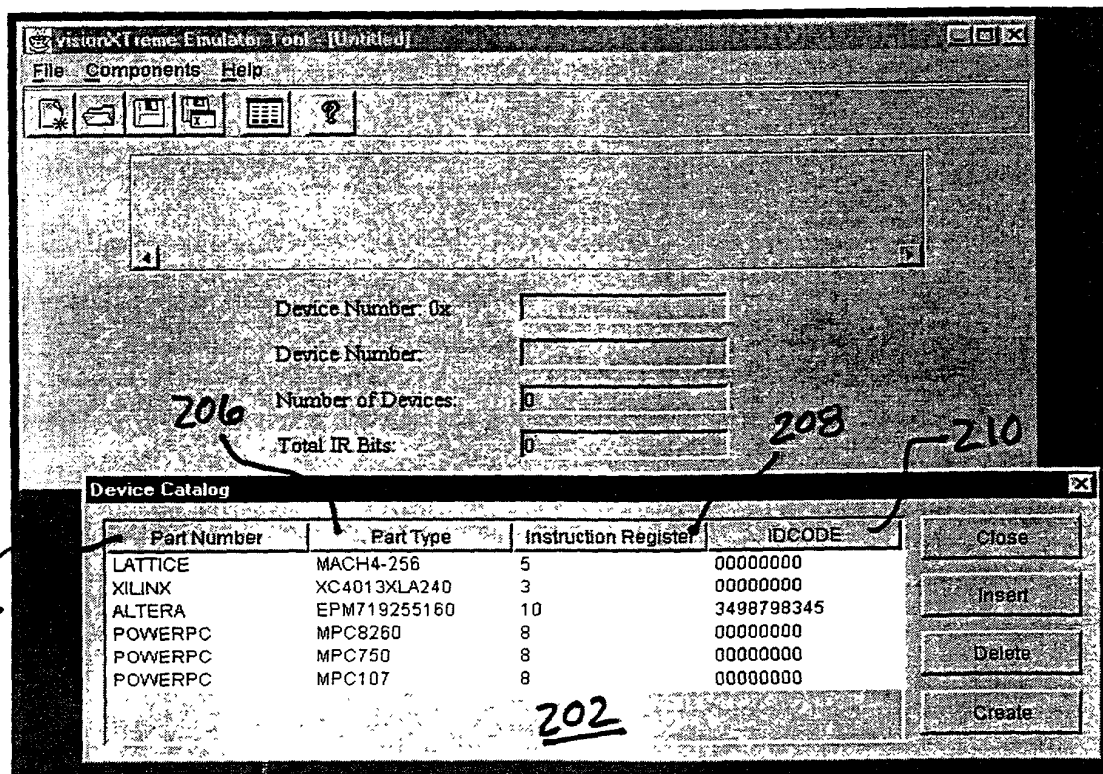 visionXTreme Emulator Tool - [Untitled]
File Components Help
Device Number: 0x
Device Number:
Number of Devices: 0
Total IR Bits: 0
206
208
210
Device Catalog
Part Number Part Type Instruction Register IDCODE
LATTICE MACH4-256 5 00000000
XILINX XC4013XLA240 3 00000000
ALTERA EPM719255160 10 3498798345
POWERPC MPC8260 8 00000000
POWERPC MPC750 8 00000000
POWERPC MPC107 8 00000000
Close
Insert
Delete
Create
202